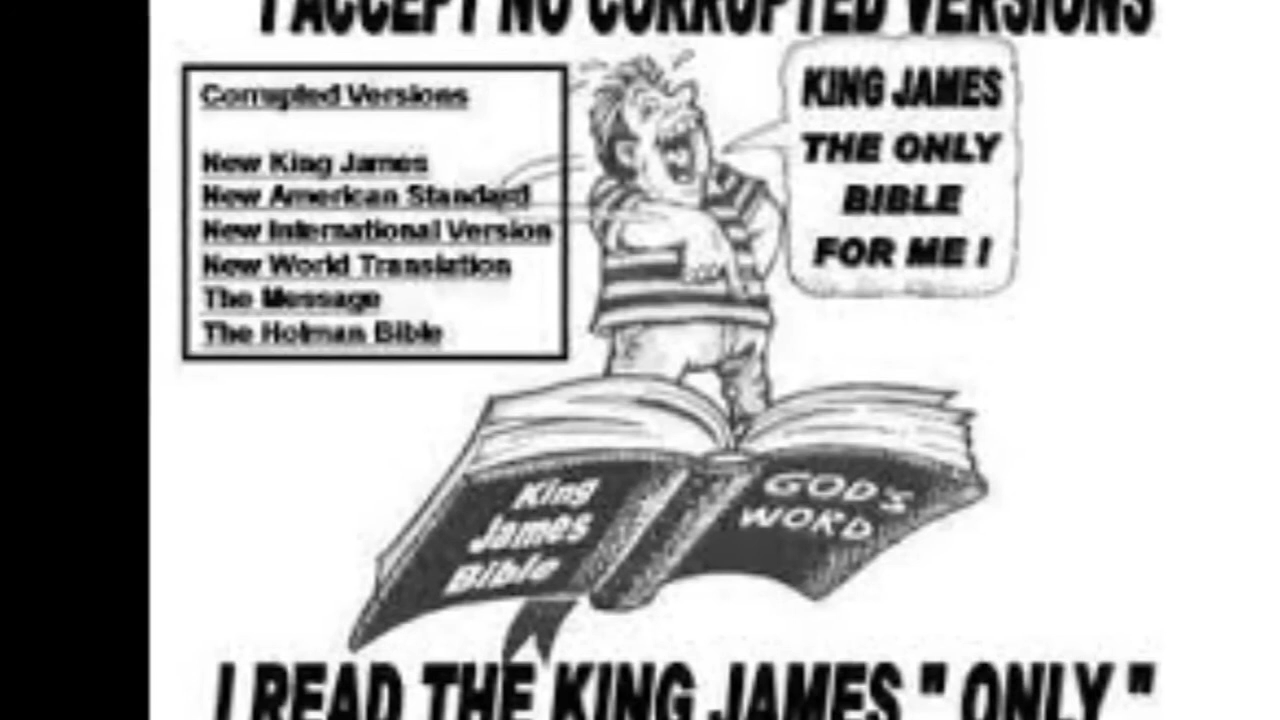 I ACCEPT NO CORRUPTED VERSIONS
Corrupted Versions
New King James
New American Standard
New International Version
New World Translation
The Message
The Holman Bible
KING JAMES
THE ONLY
BIBLE
FOR ME !
King
James
Bible
GOD'S
WORD
I READ THE KING JAMES " ONLY "